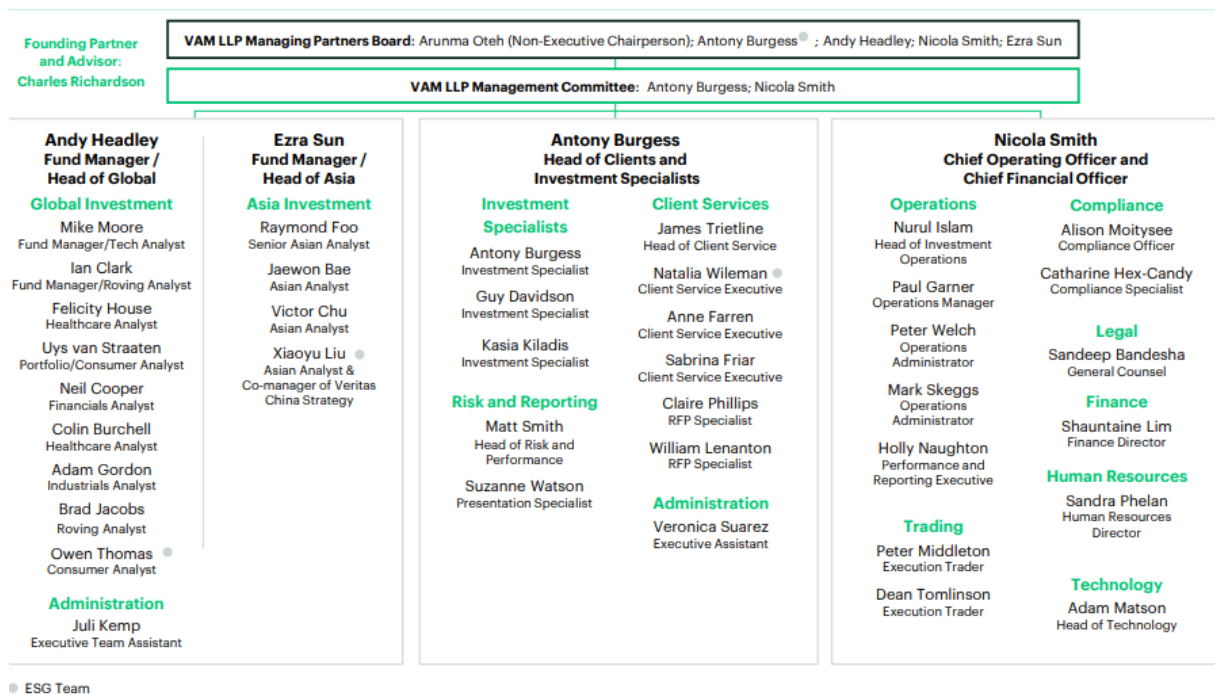 Founding Partner
and Advisor:
Charles Richardson
VAM LLP Managing Partners Board: Arunma Oteh (Non-Executive Chairperson); Antony Burgess ; Andy Headley; Nicola Smith; Ezra Sun
VAM LLP Management Committee: Antony Burgess; Nicola Smith
Andy Headley
Fund Manager /
Head of Global
Global Investment
Mike Moore
Fund Manager/Tech Analyst
Ian Clark
Fund Manager/Roving Analyst
Felicity House
Healthcare Analyst
Uys van Straaten
Portfolio/Consumer Analyst
Neil Cooper
Financials Analyst
Colin Burchell
Healthcare Analyst
Adam Gordon
Industrials Analyst
Brad Jacobs
Roving Analyst
Owen Thomas
Consumer Analyst
Administration
Juli Kemp
Executive Team Assistant
Ezra Sun
Fund Manager /
Head of Asia
Asia Investment
Raymond Foo
Senior Asian Analyst
Jaewon Bae
Asian Analyst
Victor Chu
Asian Analyst
Xiaoyu Liu
Asian Analyst &
Co-manager of Veritas
China Strategy
Antony Burgess
Head of Clients and
Investment Specialists
Investment
Specialists
Antony Burgess
Investment Specialist
Guy Davidson
Investment Specialist
Kasia Kiladis
Investment Specialist
Risk and Reporting
Matt Smith
Head of Risk and
Performance
Suzanne Watson
Presentation Specialist
Client Services
James Trietline
Head of Client Service
Natalia Wileman
Client Service Executive
Anne Farren
Client Service Executive
Sabrina Friar
Client Service Executive
Claire Phillips
RFP Specialist
William Lenanton
RFP Specialist
Administration
Veronica Suarez
Executive Assistant
Nicola Smith
Chief Operating Officer and
Chief Financial Officer
Operations
Nurul Islam
Head of Investment
Operations
Paul Garner
Operations Manager
Peter Welch
Operations
Administrator
Mark Skeggs
Operations
Administrator
Holly Naughton
Performance and
Reporting Executive
Trading
Peter Middleton
Execution Trader
Dean Tomlinson
Execution Trader
Compliance
Alison Moitysee
Compliance Officer
Catharine Hex-Candy
Compliance Specialist
Legal
Sandeep Bandesha
General Counsel
Finance
Shauntaine Lim
Finance Director
Human Resources
Sandra Phelan
Human Resources
Director
Technology
Adam Matson
Head of Technology
ESG Team